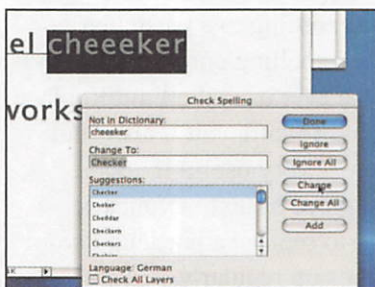 el cheeeker
works
Check Spelling
Not in Dictionary:
cheeeker
Change To:
Checker
Suggestions:
Checker
Choker
Cheddar
Checkers
Done
Ignore
Ignore All
Change
Change All
Add
Language: German
Check All Layers